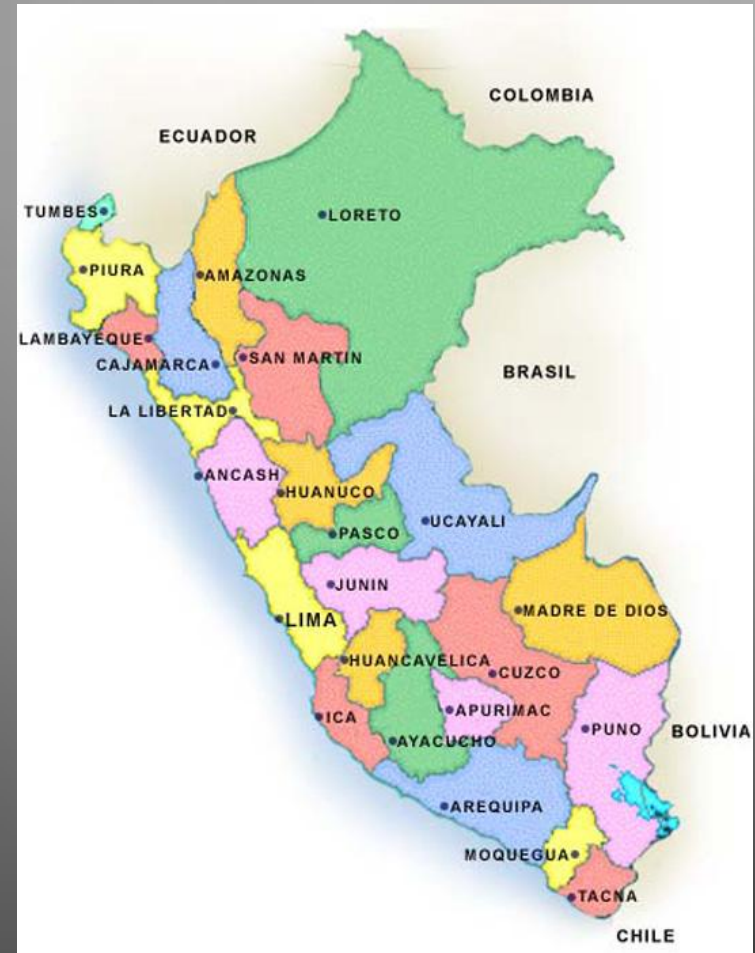 COLOMBIA
ECUADOR
TUMBES
LORETO
PIURA
AMAZONAS
LAMBAYEQUE
CAJAMARCA
SAN MARTIN
BRASIL
LA LIBERTAD
ANCASH
HUANUCO
UCAYALI
PASCO
JUNIN
MADRE DE DIOS
LIMA
HUANCAVELICA
CUZCO
ICA
APURIMAC
PUNO
BOLIVIA
AYACUCHO
AREQUIPA
MOQUEGUA
TACNA
CHILE